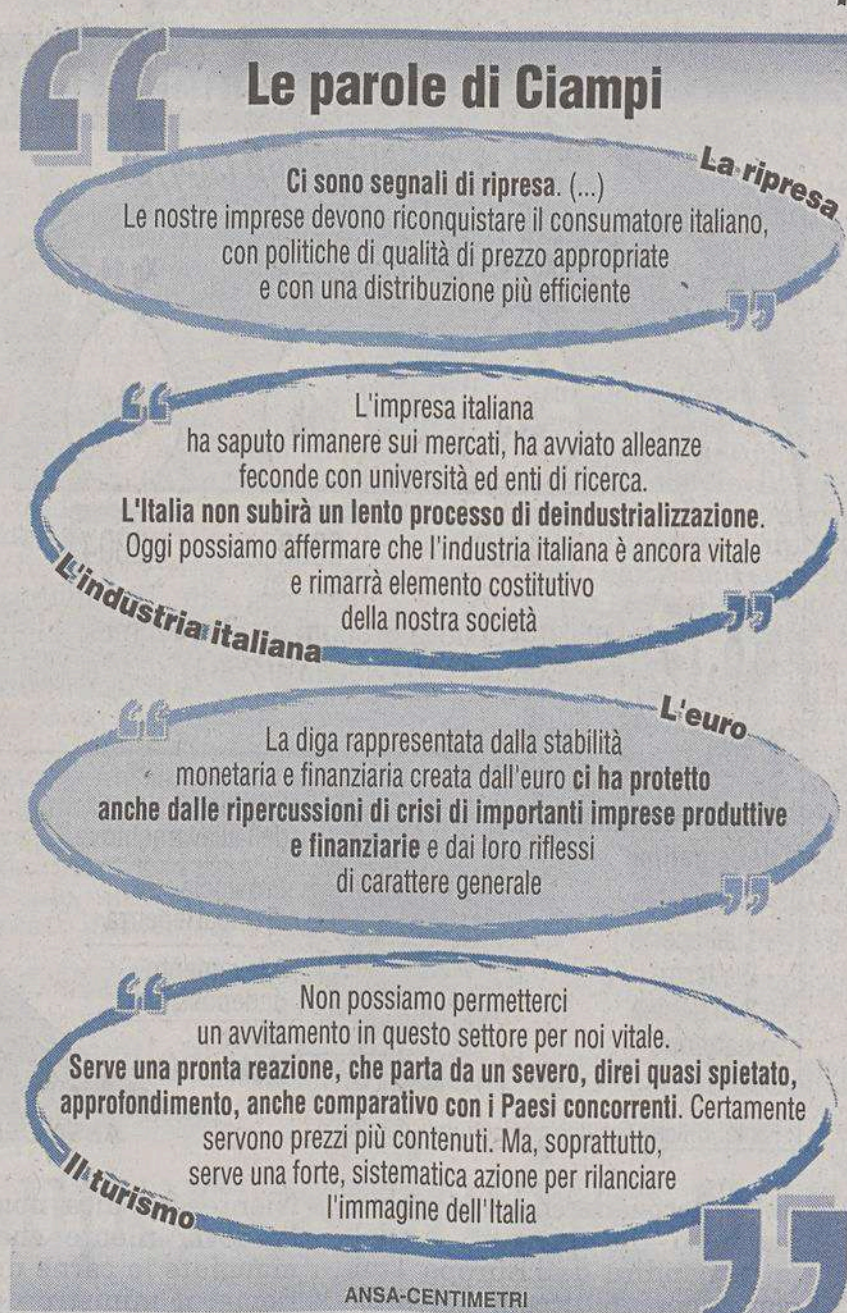 Le parole di Ciampi
La ripresa
Ci sono segnali di ripresa. (...)
Le nostre imprese devono riconquistare il consumatore italiano,
con politiche di qualità di prezzo appropriate
e con una distribuzione più efficiente
L'industria italiana
L'impresa italiana
ha saputo rimanere sui mercati, ha avviato alleanze
feconde con università ed enti di ricerca.
L'Italia non subirà un lento processo di deindustrializzazione.
Oggi possiamo affermare che l'industria italiana è ancora vitale
e rimarrà elemento costitutivo
della nostra società
L'euro
La diga rappresentata dalla stabilità
monetaria e finanziaria creata dall'euro ci ha protetto
anche dalle ripercussioni di crisi di importanti imprese produttive
e finanziarie e dai loro riflessi
di carattere generale
Il turismo
Non possiamo permetterci
un avvitamento in questo settore per noi vitale.
Serve una pronta reazione, che parta da un severo, direi quasi spietato,
approfondimento, anche comparativo con i Paesi concorrenti. Certamente
servono prezzi più contenuti. Ma, soprattutto,
serve una forte, sistematica azione per rilanciare
l'immagine dell'Italia
ANSA-CENTIMETRI